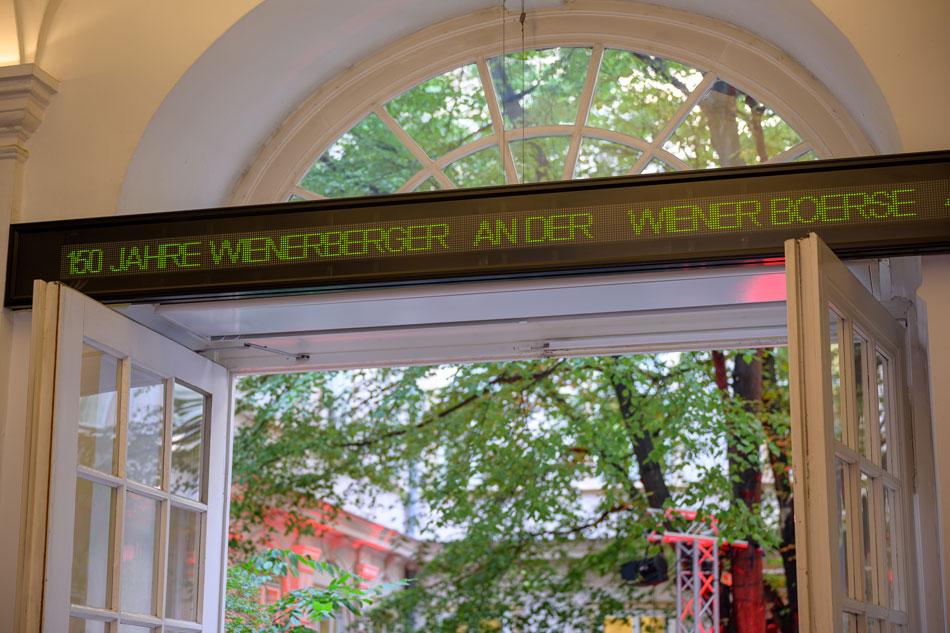 150 JAHRE WIENERBERGER AN DER WIENER BOERSE